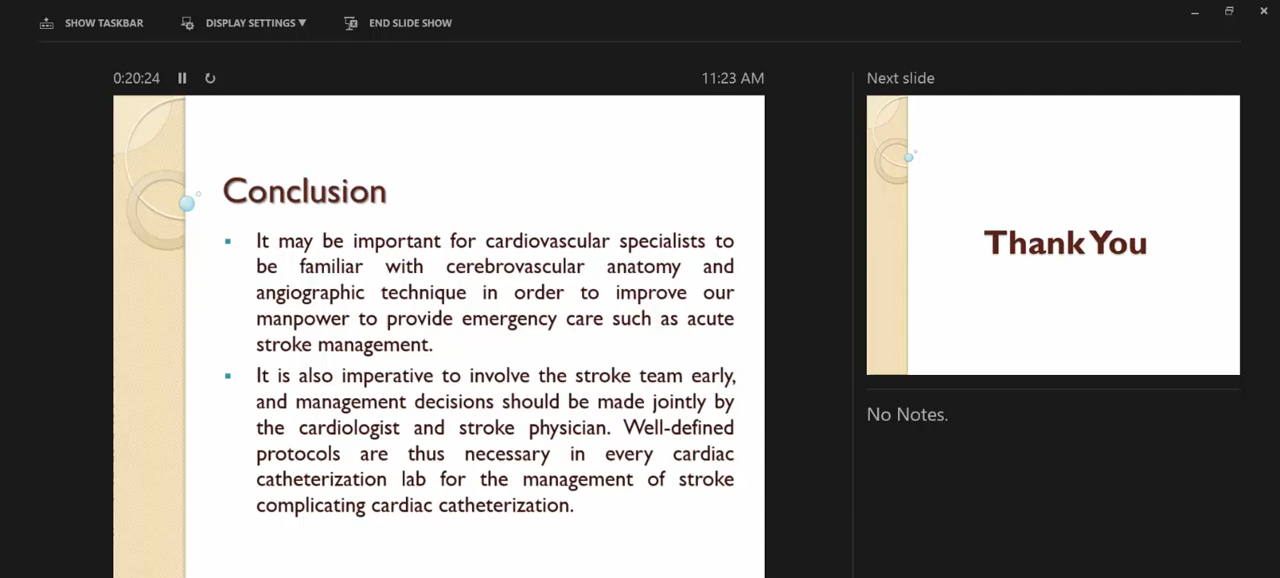 SHOW TASKBAR DISPLAY SETTINGS ▼ END SLIDE SHOW
0:20:24 11:23 AM
Conclusion
It may be important for cardiovascular specialists to
be familiar with cerebrovascular anatomy and
angiographic technique in order to improve our
manpower to provide emergency care such as acute
stroke management.
It is also imperative to involve the stroke team early,
and management decisions should be made jointly by
the cardiologist and stroke physician. Well-defined
protocols are thus necessary in every cardiac
catheterization lab for the management of stroke
complicating cardiac catheterization.
Next slide
Thank You
No Notes.